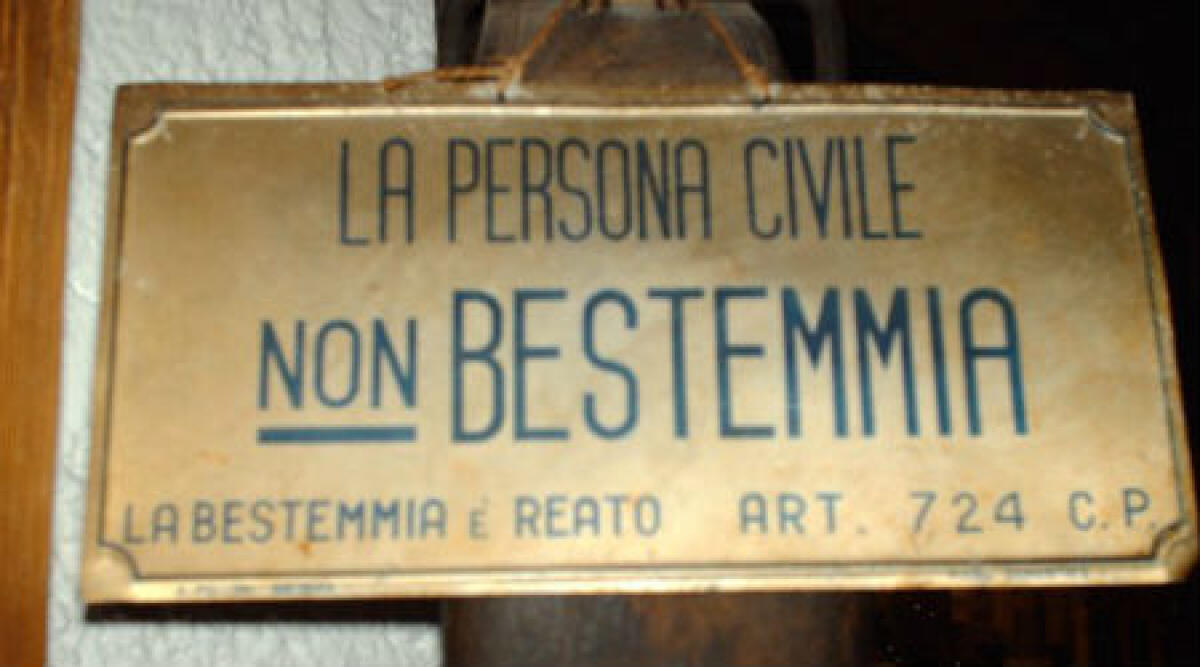 LA PERSONA CIVILE
NON BESTEMMIA
LA BESTEMMIA È REATO ART. 724 C.P.